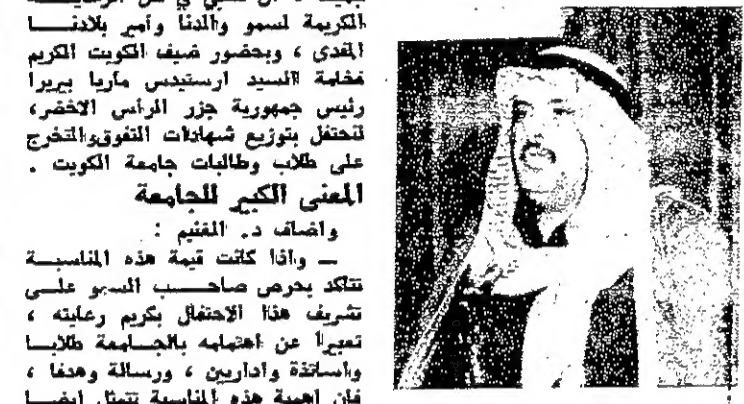 الكريمة لسمو والدنا وأمير بلادنا
المفدى ، وبحضور ضيف الكويت الكريم
فخامة السيد ارستيدس ماريا بيريرا
رئيس جمهورية جزر الرأس الاخضر،
لنحتفل بتوزيع شهادات التفوق والتخرج
على طلاب وطالبات جامعة الكويت .
المعنى الكبير للجامعة
واضاف د. الغنيم :
ــ واذا كانت قيمة هذه المناسبة
تتأكد بحرص صاحب السمو على
تشريف هذا الاحتفال بكريم رعايته ،
تعبيرا عن اهتمامه بالجامعة طلابا
وأساتذة واداريين ، ورسالة وهدفا ،
فان اهمية هذه المناسبة تتمثل ايضا